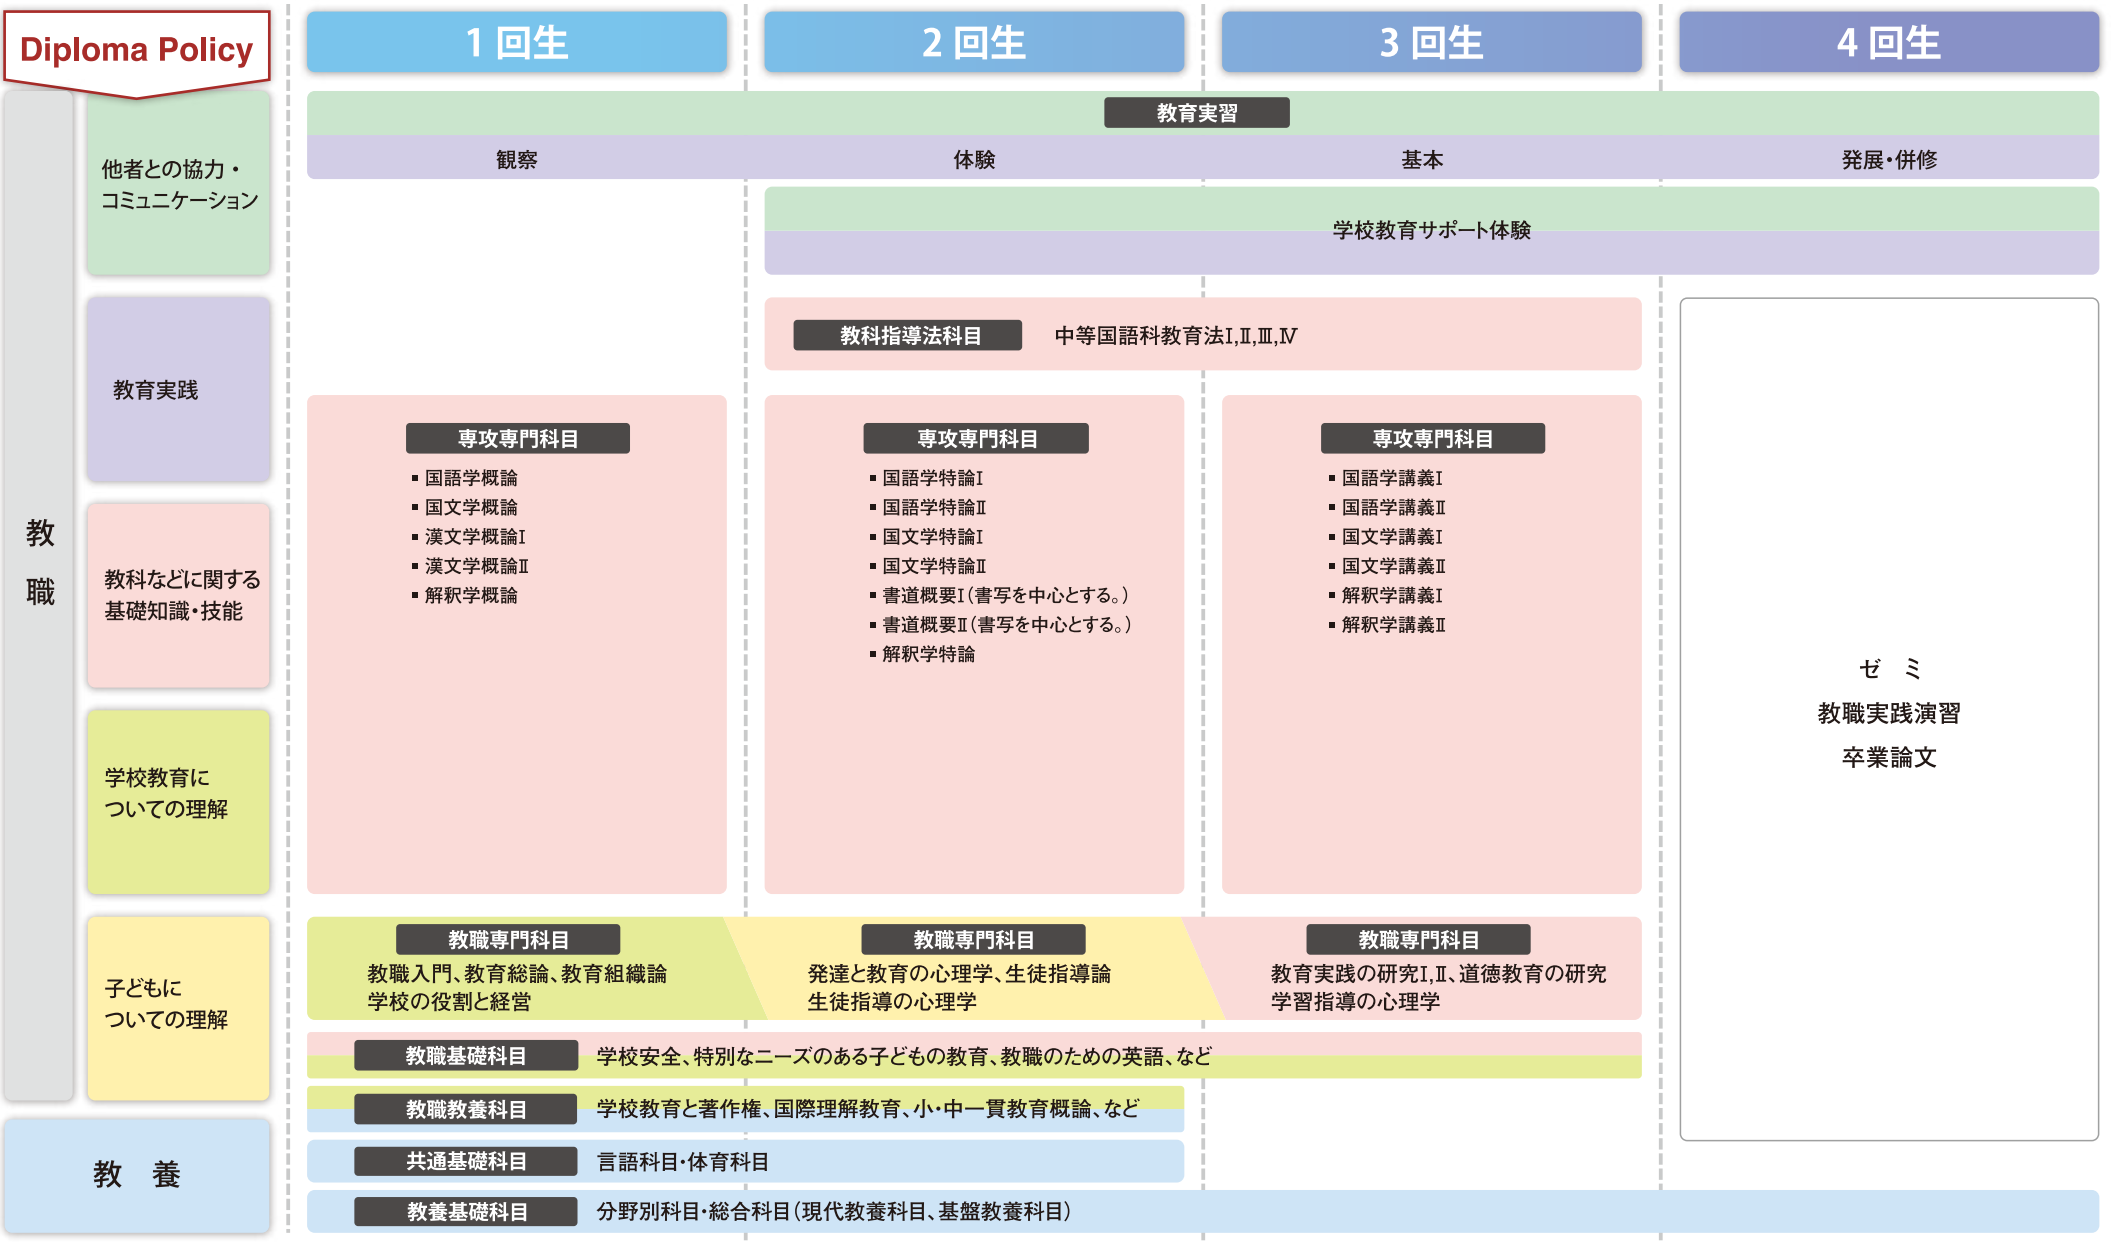 Diploma Policy
1 回生
2 回生
3 回生
4 回生
教職
他者との協力・
コミュニケーション
教育実践
教科などに関する
基礎知識・技能
学校教育に
ついての理解
子どもに
ついての理解
教　養
教育実習
観察
体験
基本
発展・併修
学校教育サポート体験
教科指導法科目
中等国語科教育法Ⅰ,Ⅱ,Ⅲ,Ⅳ
専攻専門科目
▪ 国語学概論
▪ 国文学概論
▪ 漢文学概論Ⅰ
▪ 漢文学概論Ⅱ
▪ 解釈学概論
専攻専門科目
▪ 国語学特論Ⅰ
▪ 国語学特論Ⅱ
▪ 国文学特論Ⅰ
▪ 国文学特論Ⅱ
▪ 書道概要Ⅰ（書写を中心とする。）
▪ 書道概要Ⅱ（書写を中心とする。）
▪ 解釈学特論
専攻専門科目
▪ 国語学講義Ⅰ
▪ 国語学講義Ⅱ
▪ 国文学講義Ⅰ
▪ 国文学講義Ⅱ
▪ 解釈学講義Ⅰ
▪ 解釈学講義Ⅱ
ゼ　ミ
教職実践演習
卒業論文
教職専門科目
教職入門、教育総論、教育組織論
学校の役割と経営
教職専門科目
発達と教育の心理学、生徒指導論
生徒指導の心理学
教職専門科目
教育実践の研究Ⅰ,Ⅱ、道徳教育の研究
学習指導の心理学
教職基礎科目
学校安全、特別なニーズのある子どもの教育、教職のための英語、など
教職教養科目
学校教育と著作権、国際理解教育、小・中一貫教育概論、など
共通基礎科目
言語科目・体育科目
教養基礎科目
分野別科目・総合科目（現代教養科目、基盤教養科目）